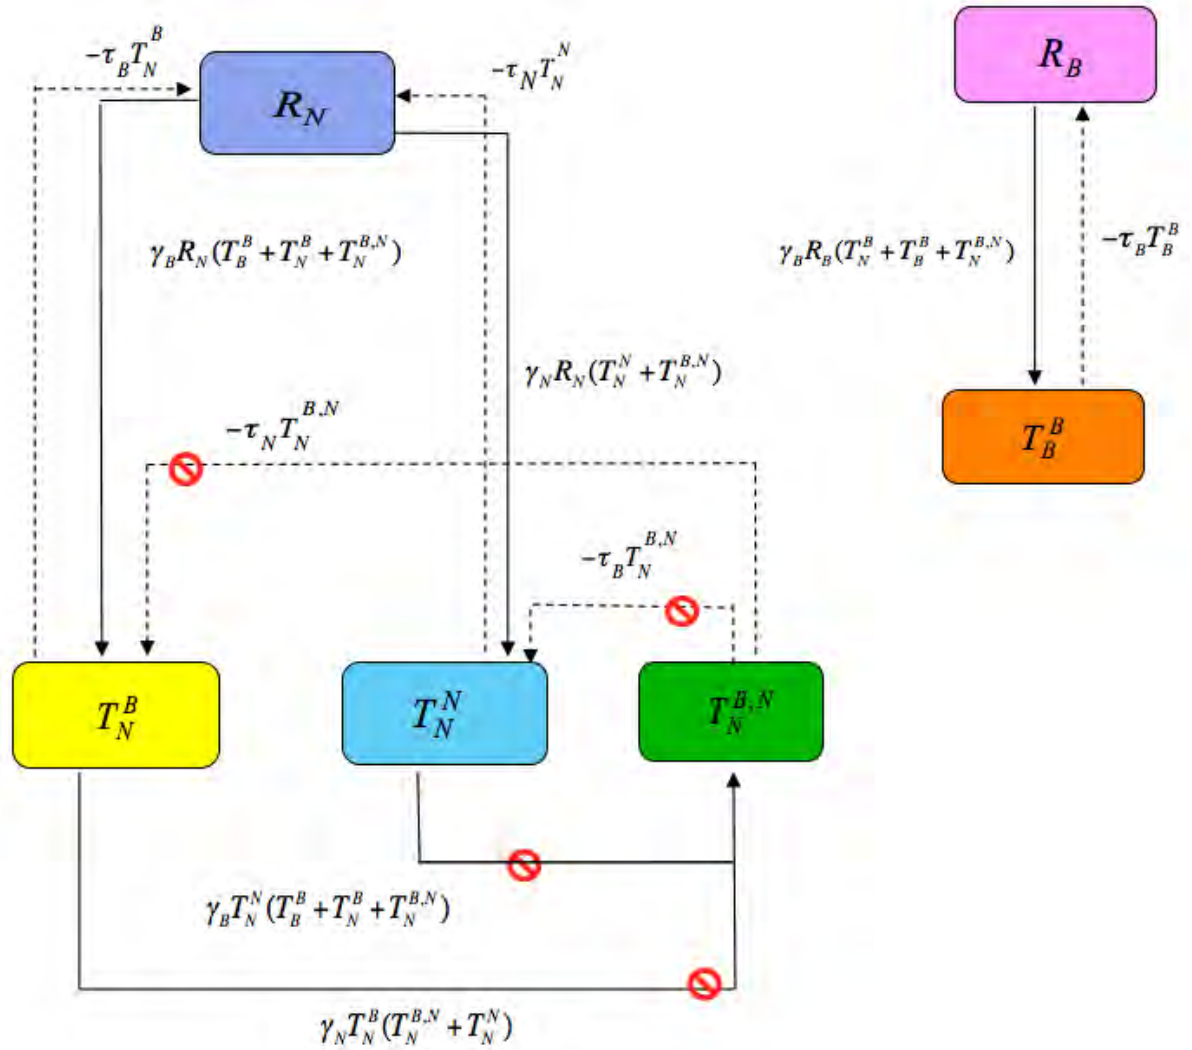 −τ_B T_N^B
R_N
−τ_N T_N^N
R_B
γ_B R_N(T_B^B + T_N^B + T_N^{B,N})
γ_B R_B(T_N^B + T_B^B + T_N^{B,N})
−τ_B T_B^B
γ_N R_N(T_N^N + T_N^{B,N})
−τ_N T_N^{B,N}
T_B^B
−τ_B T_N^{B,N}
T_N^B
T_N^N
T_N^{B,N}
γ_B T_N^N(T_B^B + T_N^B + T_N^{B,N})
γ_N T_N^B(T_N^{B,N} + T_N^N)